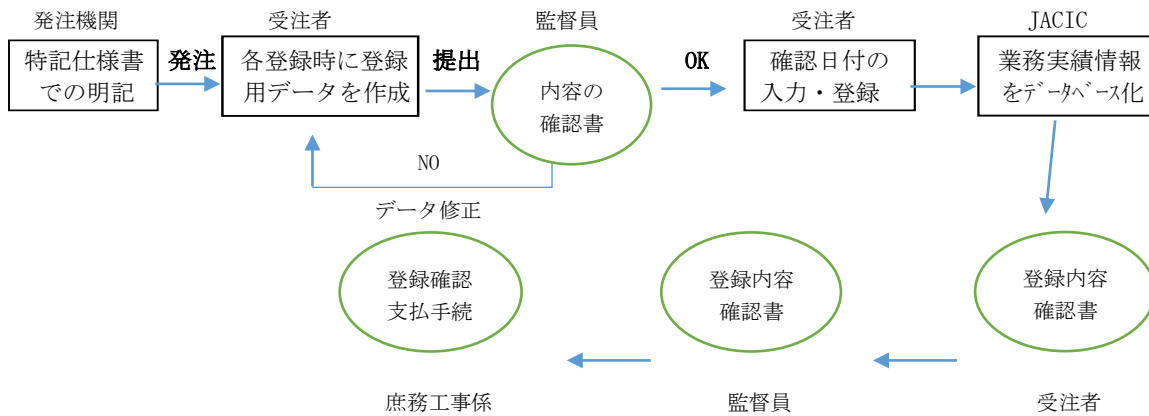 発注機関
受注者
監督員
受注者
JACIC
特記仕様書
での明記
発注
各登録時に登録
用データを作成
提出
内容の
確認書
OK
確認日付の
入力・登録
業務実績情報
をﾃﾞｰﾀﾍﾞｰｽ化
NO
データ修正
登録確認
支払手続
登録内容
確認書
登録内容
確認書
庶務工事係
監督員
受注者